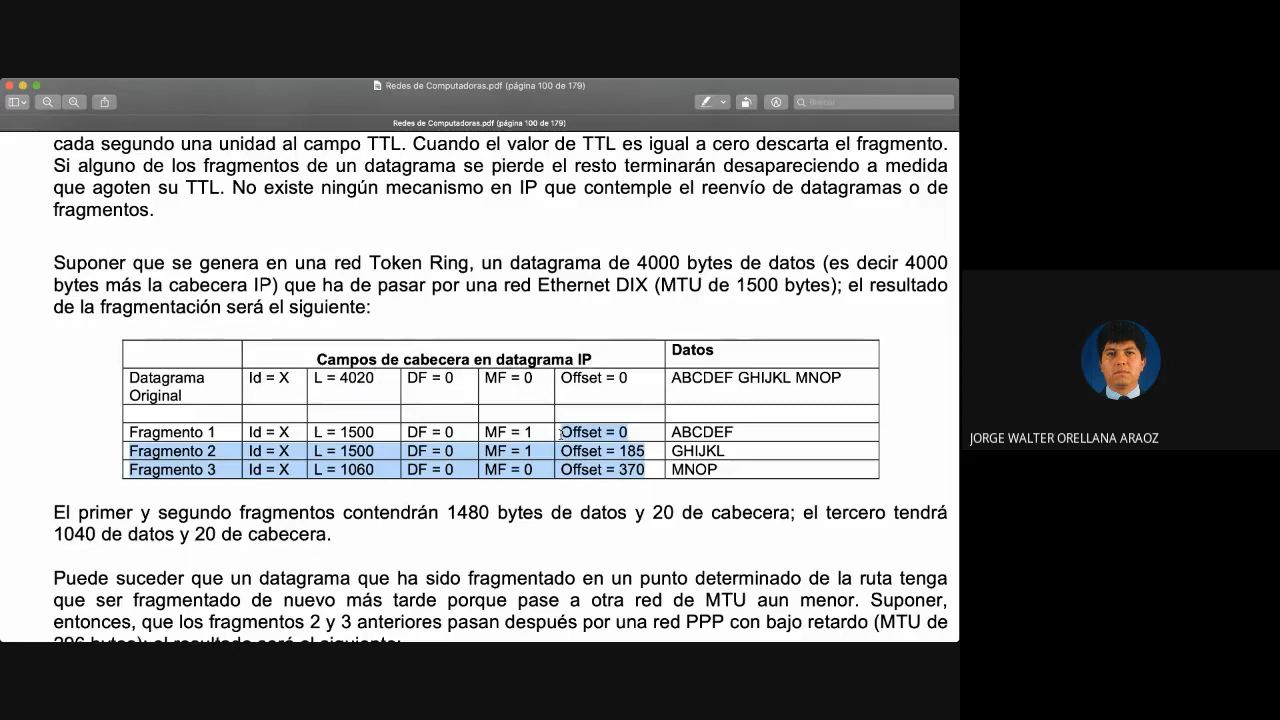 Redes de Computadoras.pdf (página 100 de 179)
Buscar
Redes de Computadoras.pdf (página 100 de 179)
cada segundo una unidad al campo TTL. Cuando el valor de TTL es igual a cero descarta el fragmento.
Si alguno de los fragmentos de un datagrama se pierde el resto terminarán desapareciendo a medida
que agoten su TTL. No existe ningún mecanismo en IP que contemple el reenvío de datagramas o de
fragmentos.
Suponer que se genera en una red Token Ring, un datagrama de 4000 bytes de datos (es decir 4000
bytes más la cabecera IP) que ha de pasar por una red Ethernet DIX (MTU de 1500 bytes); el resultado
de la fragmentación será el siguiente:
Campos de cabecera en datagrama IP Datos
Datagrama Original Id = X L = 4020 DF = 0 MF = 0 Offset = 0 ABCDEF GHIJKL MNOP
Fragmento 1 Id = X L = 1500 DF = 0 MF = 1 Offset = 0 ABCDEF
Fragmento 2 Id = X L = 1500 DF = 0 MF = 1 Offset = 185 GHIJKL
Fragmento 3 Id = X L = 1060 DF = 0 MF = 0 Offset = 370 MNOP
El primer y segundo fragmentos contendrán 1480 bytes de datos y 20 de cabecera; el tercero tendrá
1040 de datos y 20 de cabecera.
Puede suceder que un datagrama que ha sido fragmentado en un punto determinado de la ruta tenga
que ser fragmentado de nuevo más tarde porque pase a otra red de MTU aun menor. Suponer,
entonces, que los fragmentos 2 y 3 anteriores pasan después por una red PPP con bajo retardo (MTU de
296 bytes); el resultado será el siguiente:
JORGE WALTER ORELLANA ARAOZ